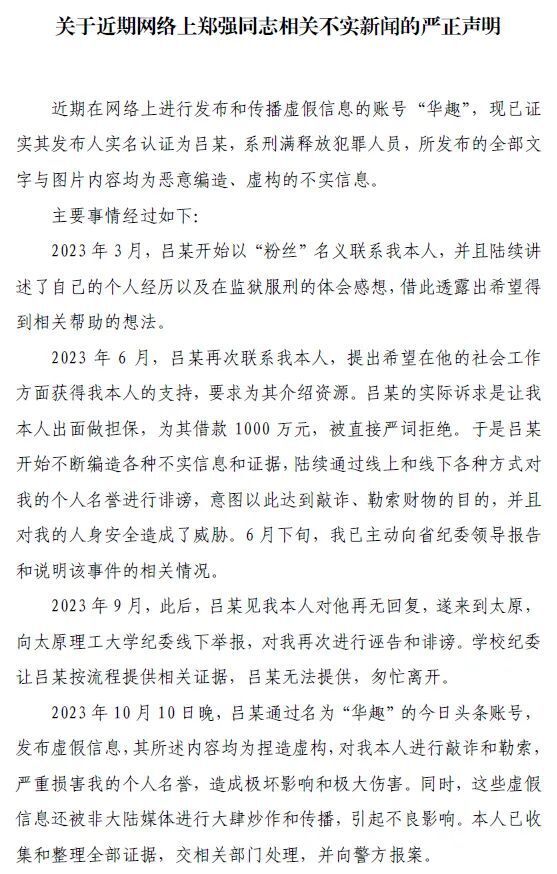 关于近期网络上郑强同志相关不实新闻的严正声明
近期在网络上进行发布和传播虚假信息的账号“华趣”，现已证
实其发布人实名认证为吕某，系刑满释放犯罪人员，所发布的全部文
字与图片内容均为恶意编造、虚构的不实信息。
主要事情经过如下：
2023 年 3 月，吕某开始以“粉丝”名义联系我本人，并且陆续讲
述了自己的个人经历以及在监狱服刑的体会感想，借此透露出希望得
到相关帮助的想法。
2023 年 6 月，吕某再次联系我本人，提出希望在他的社会工作
方面获得我本人的支持，要求为其介绍资源。吕某的实际诉求是让我
本人出面做担保，为其借款 1000 万元，被直接严词拒绝。于是吕某
开始不断编造各种不实信息和证据，陆续通过线上和线下各种方式对
我的个人名誉进行诽谤，意图以此达到敲诈、勒索财物的目的，并且
对我的人身安全造成了威胁。6 月下旬，我已主动向省纪委领导报告
和说明该事件的相关情况。
2023 年 9 月，此后，吕某见我本人对他再无回复，遂来到太原，
向太原理工大学纪委线下举报，对我再次进行诬告和诽谤。学校纪委
让吕某按流程提供相关证据，吕某无法提供，匆忙离开。
2023 年 10 月 10 日晚，吕某通过名为“华趣”的今日头条账号，
发布虚假信息，其所述内容均为捏造虚构，对我本人进行敲诈和勒索，
严重损害我的个人名誉，造成极坏影响和极大伤害。同时，这些虚假
信息还被非大陆媒体进行大肆炒作和传播，引起不良影响。本人已收
集和整理全部证据，交相关部门处理，并向警方报案。